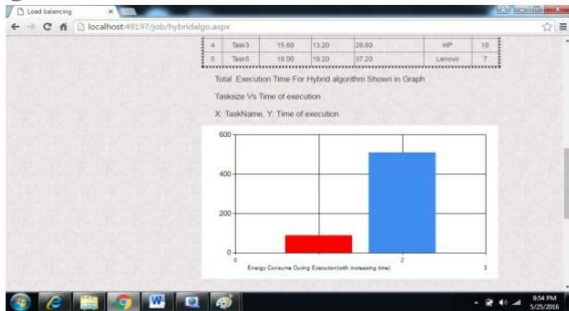 Load balancing
localhost:49197/job/hybridalgo.aspx
4 Task3 15.60 13.20 28.80 HP 10
5 Task5 18.00 19.20 37.20 Lenovo 7
Total Execution Time For Hybrid algorithm Shown in Graph
Tasksize Vs Time of execution
X: TaskName, Y: Time of execution
600
400
200
0
0 2 3
Energy Consume During Execution(with increasing time)
9:54 PM
5/25/2016